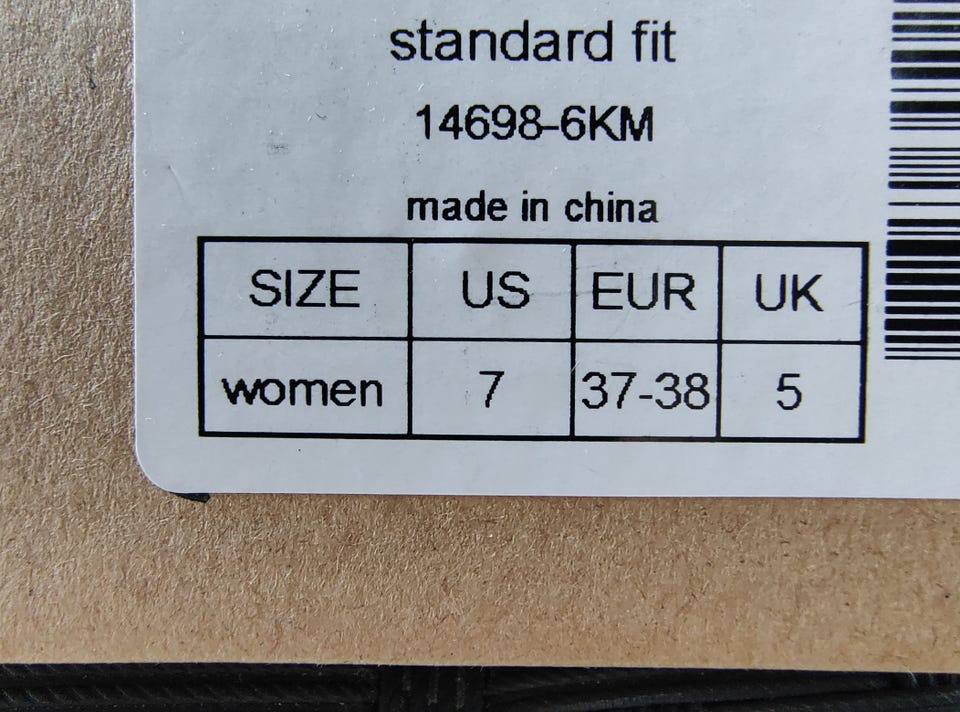 standard fit
14698-6KM
made in china
SIZE US EUR UK
women 7 37-38 5